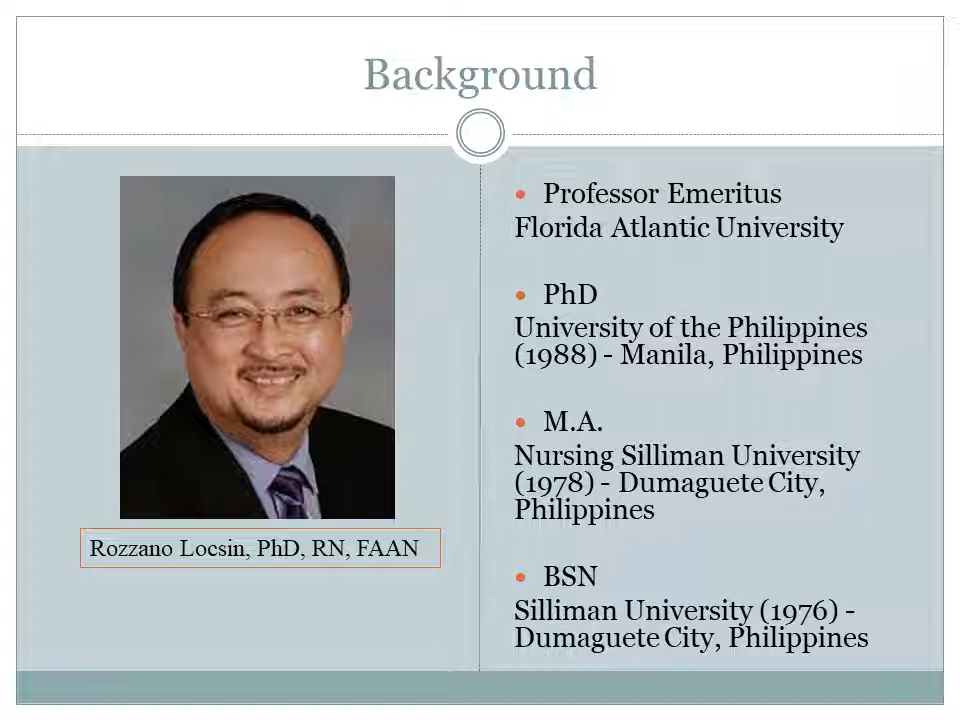 Background
Rozzano Locsin, PhD, RN, FAAN
• Professor Emeritus
Florida Atlantic University
• PhD
University of the Philippines
(1988) - Manila, Philippines
• M.A.
Nursing Silliman University
(1978) - Dumaguete City,
Philippines
• BSN
Silliman University (1976) -
Dumaguete City, Philippines